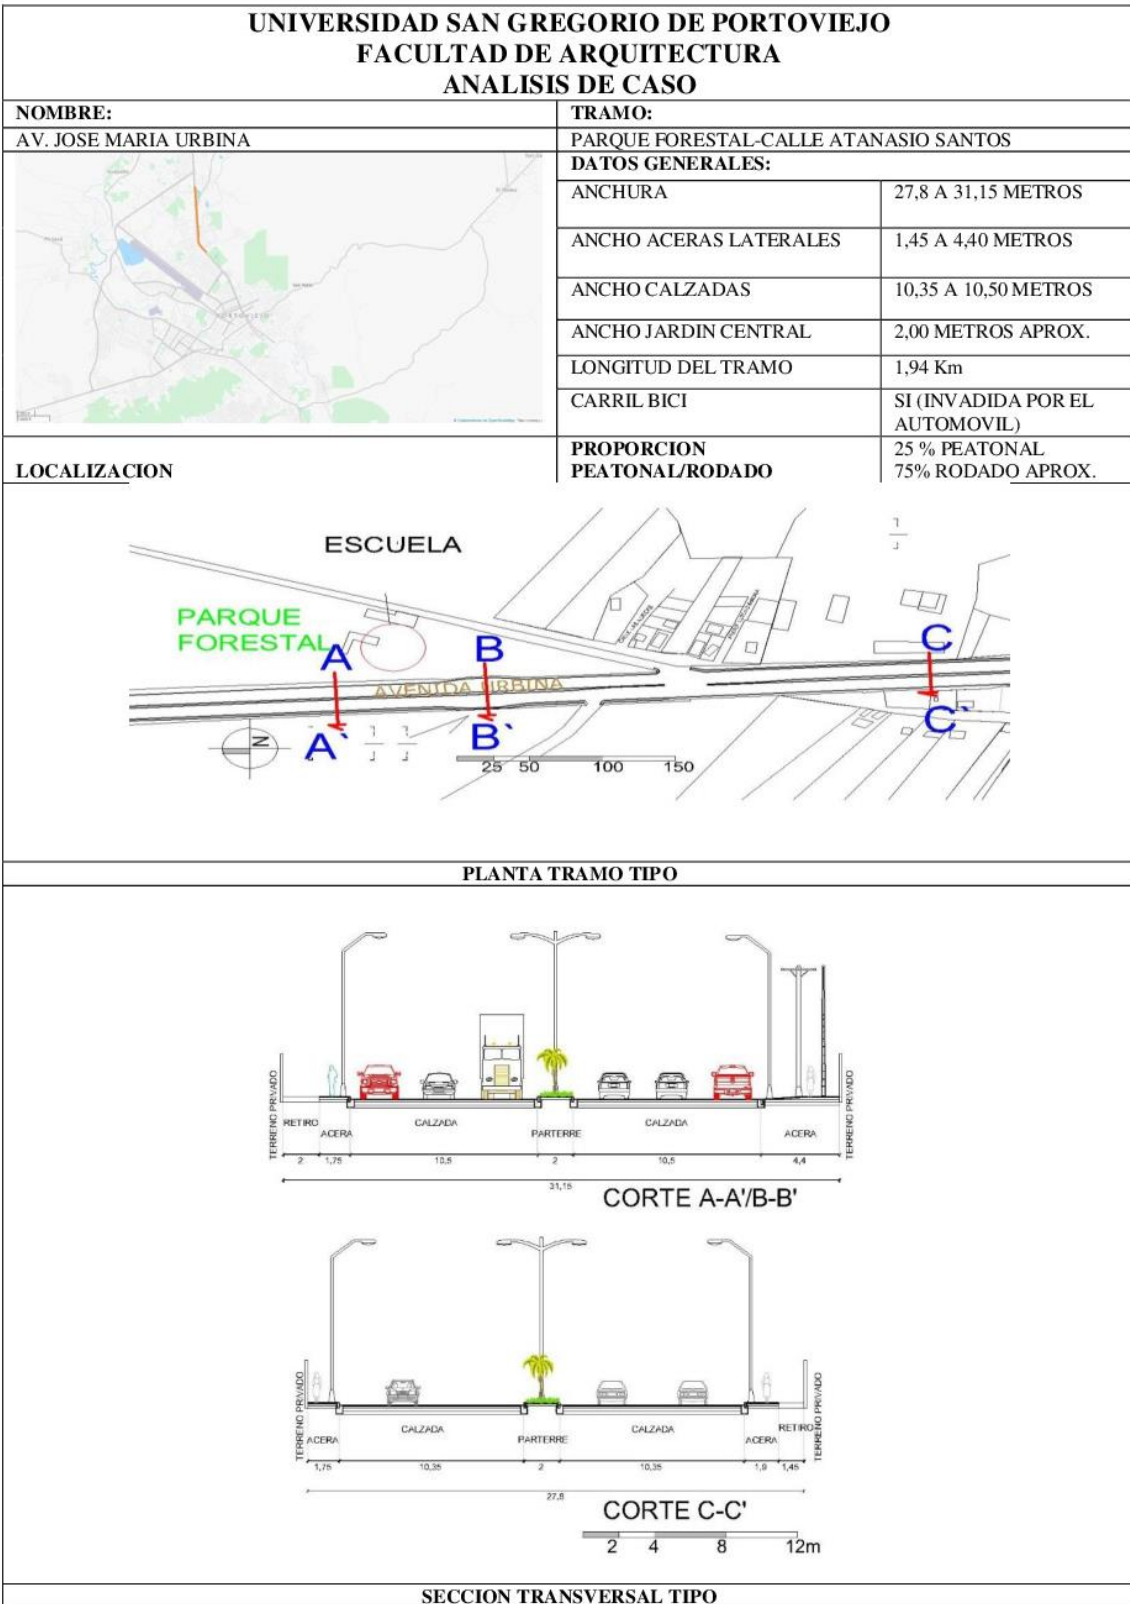 UNIVERSIDAD SAN GREGORIO DE PORTOVIEJO
FACULTAD DE ARQUITECTURA
ANALISIS DE CASO
NOMBRE:
TRAMO:
AV. JOSE MARIA URBINA
PARQUE FORESTAL-CALLE ATANASIO SANTOS
DATOS GENERALES:
ANCHURA
27,8 A 31,15 METROS
ANCHO ACERAS LATERALES
1,45 A 4,40 METROS
ANCHO CALZADAS
10,35 A 10,50 METROS
ANCHO JARDIN CENTRAL
2,00 METROS APROX.
LONGITUD DEL TRAMO
1,94 Km
CARRIL BICI
SI (INVADIDA POR EL
AUTOMOVIL)
LOCALIZACION
PROPORCION
PEATONAL/RODADO
25 % PEATONAL
75% RODADO APROX.
ESCUELA
PARQUE
FORESTAL
A
B
C
AVENIDA URBINA
A`
B`
C`
N
25 50 100 150
PLANTA TRAMO TIPO
TERRENO PRIVADO
RETIRO
ACERA
CALZADA
PARTERRE
CALZADA
ACERA
TERRENO PRIVADO
2 1,75 10,5 2 10,5 4,4
31,15
CORTE A-A'/B-B'
TERRENO PRIVADO
ACERA
CALZADA
PARTERRE
CALZADA
ACERA
RETIRO
TERRENO PRIVADO
1,75 10,35 2 10,35 1,9 1,45
27,8
CORTE C-C'
2 4 8 12m
SECCION TRANSVERSAL TIPO